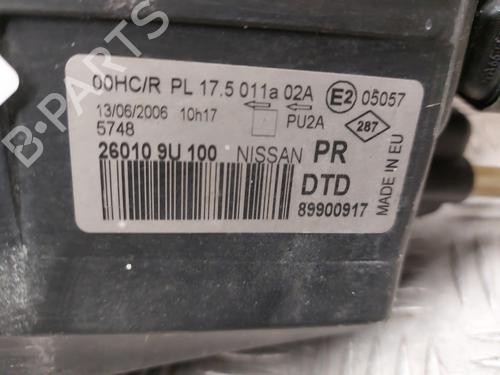 00HC/R PL 17.5 011a 02A E2 05057
13/06/2006 10h17 PU2A 287
5748
26010 9U 100 NISSAN PR
DTD
89900917
MADE IN EU
B-PARTS